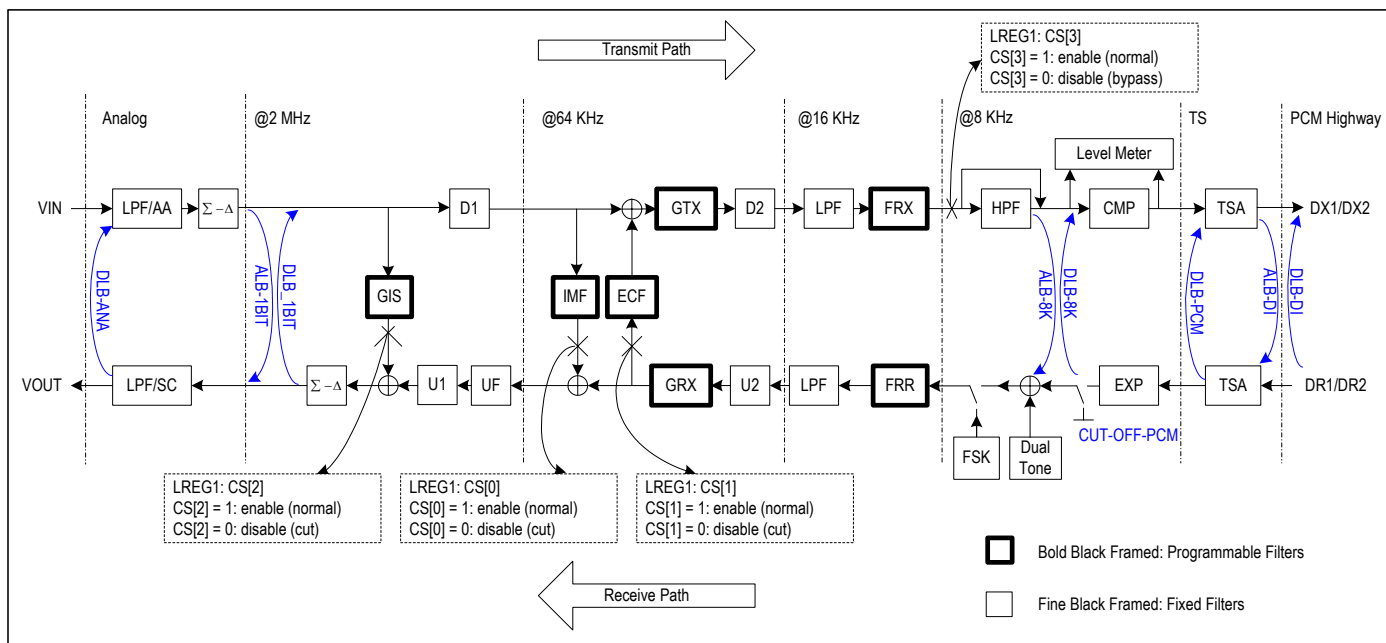 Transmit Path
LREG1: CS[3]
CS[3] = 1: enable (normal)
CS[3] = 0: disable (bypass)
Analog
@2 MHz
@64 KHz
@16 KHz
@8 KHz
TS
PCM Highway
Level Meter
VIN
LPF/AA
Σ−Δ
D1
GTX
D2
LPF
FRX
HPF
CMP
TSA
DX1/DX2
DLB-ANA
ALB-1BIT
DLB_1BIT
GIS
IMF
ECF
ALB-8K
DLB-8K
DLB-PCM
ALB-DI
DLB-DI
VOUT
LPF/SC
Σ−Δ
U1
UF
GRX
U2
LPF
FRR
EXP
TSA
DR1/DR2
CUT-OFF-PCM
FSK
Dual
Tone
LREG1: CS[2]
CS[2] = 1: enable (normal)
CS[2] = 0: disable (cut)
LREG1: CS[0]
CS[0] = 1: enable (normal)
CS[0] = 0: disable (cut)
LREG1: CS[1]
CS[1] = 1: enable (normal)
CS[1] = 0: disable (cut)
Bold Black Framed: Programmable Filters
Receive Path
Fine Black Framed: Fixed Filters